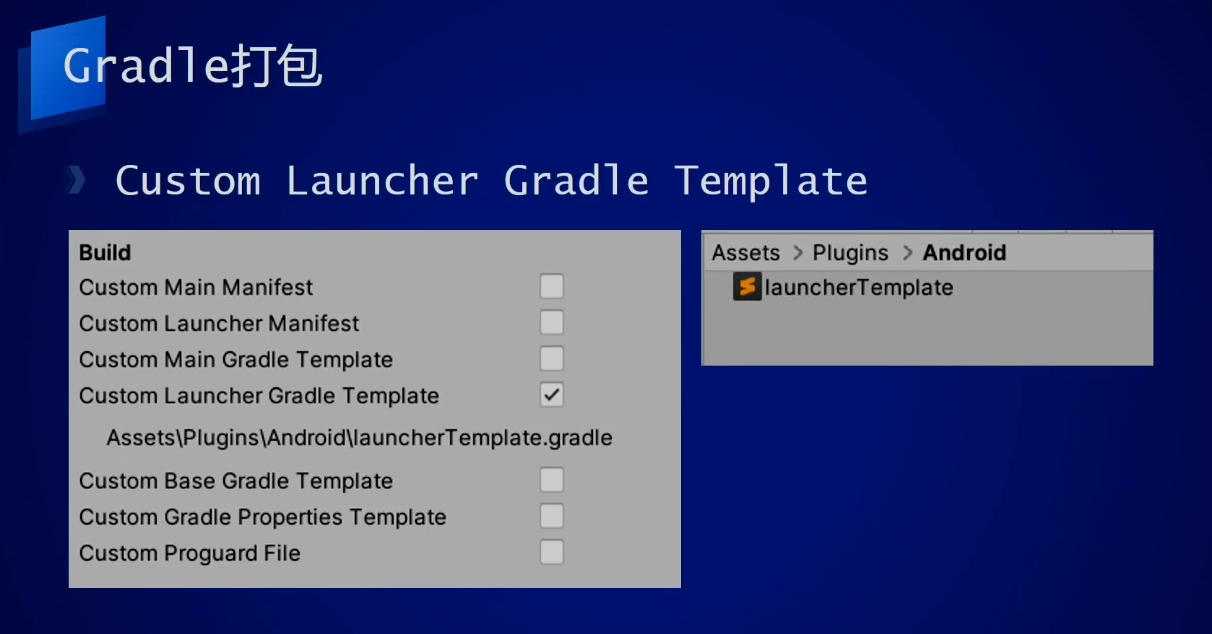 Gradle打包
Custom Launcher Gradle Template
Build
Custom Main Manifest
Custom Launcher Manifest
Custom Main Gradle Template
Custom Launcher Gradle Template
Assets\Plugins\Android\launcherTemplate.gradle
Custom Base Gradle Template
Custom Gradle Properties Template
Custom Proguard File
Assets > Plugins > Android
launcherTemplate